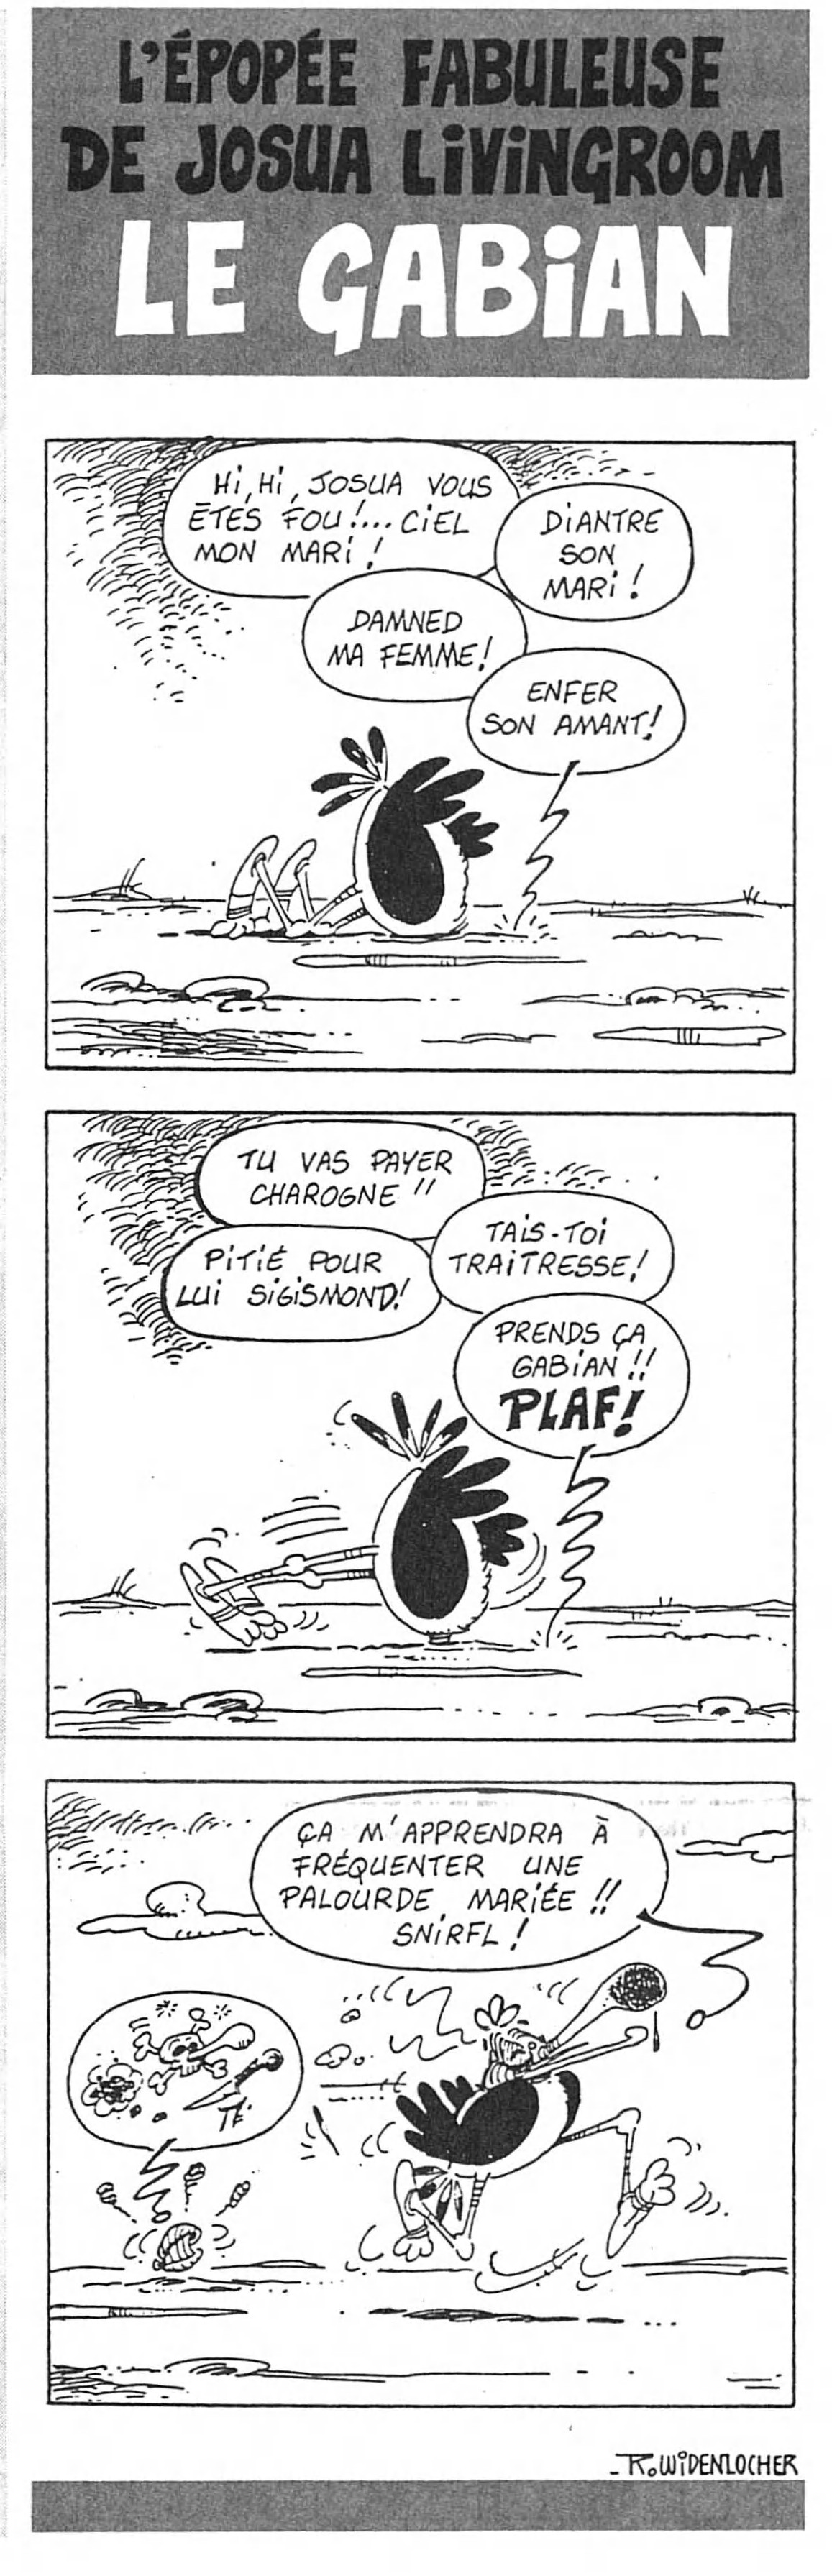 L'ÉPOPÉE FABULEUSE
DE JOSUA LiViNGROOM
LE GABiAN
Hi, Hi, JOSUA VOUS
ÊTES FOU !... CiEL
MON MARi !
DiANTRE
SON
MARi !
DAMNED
MA FEMME !
ENFER
SON AMANT !
TU VAS PAYER
CHAROGNE !!
TAiS-TOi
TRAiTRESSE !
PiTiÉ POUR
LUi SiGiSMOND !
PRENDS ÇA
GABiAN !!
PLAF !
ÇA M'APPRENDRA À
FRÉQUENTER UNE
PALOURDE MARiÉE !!
SNiRFL !
TÉ.
_R.WiDENLOCHER